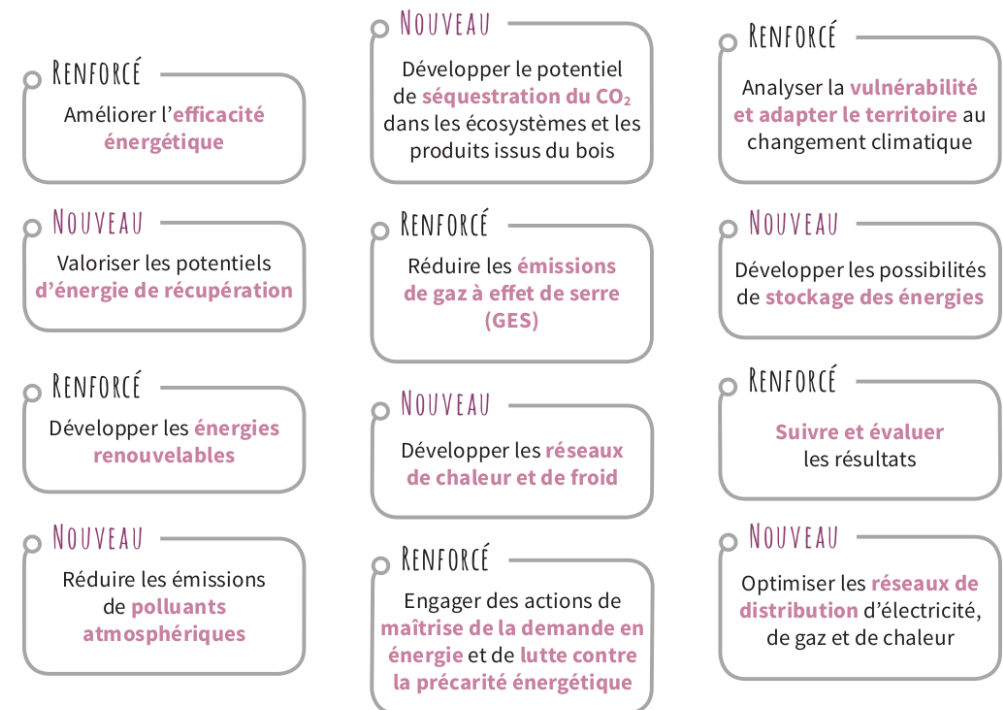 Renforcé
Améliorer l'efficacité
énergétique
Nouveau
Valoriser les potentiels
d'énergie de récupération
Renforcé
Développer les énergies
renouvelables
Nouveau
Réduire les émissions
de polluants
atmosphériques
Nouveau
Développer le potentiel
de séquestration du CO₂
dans les écosystèmes et les
produits issus du bois
Renforcé
Réduire les émissions
de gaz à effet de serre
(GES)
Nouveau
Développer les réseaux
de chaleur et de froid
Renforcé
Engager des actions de
maîtrise de la demande en
énergie et de lutte contre
la précarité énergétique
Renforcé
Analyser la vulnérabilité
et adapter le territoire au
changement climatique
Nouveau
Développer les possibilités
de stockage des énergies
Renforcé
Suivre et évaluer
les résultats
Nouveau
Optimiser les réseaux de
distribution d'électricité,
de gaz et de chaleur